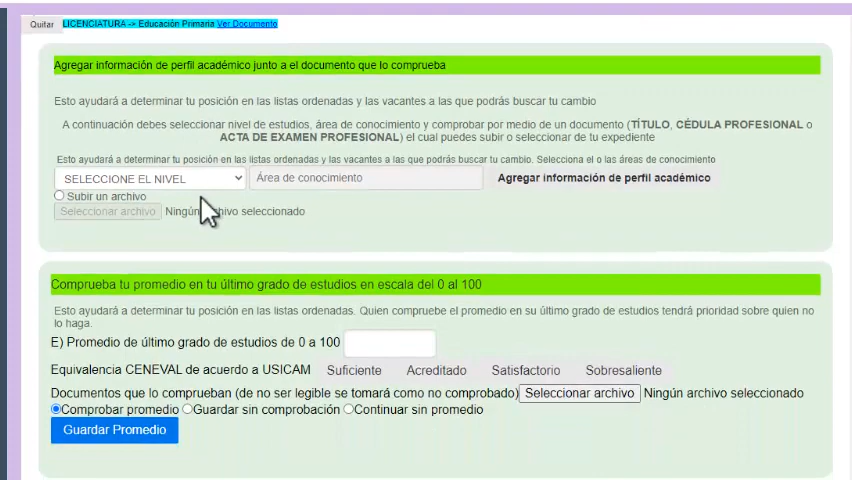 Quitar LICENCIATURA -> Educación Primaria Ver Documento
Agregar información de perfil académico junto a el documento que lo comprueba
Esto ayudará a determinar tu posición en las listas ordenadas y las vacantes a las que podrás buscar tu cambio
A continuación debes seleccionar nivel de estudios, área de conocimiento y comprobar por medio de un documento (TÍTULO, CÉDULA PROFESIONAL o
ACTA DE EXAMEN PROFESIONAL) el cual puedes subir o seleccionar de tu expediente
Esto ayudará a determinar tu posición en las listas ordenadas y las vacantes a las que podrás buscar tu cambio. Selecciona el o las áreas de conocimiento
SELECCIONE EL NIVEL Área de conocimiento Agregar información de perfil académico
Subir un archivo
Seleccionar archivo Ningún archivo seleccionado
Comprueba tu promedio en tu último grado de estudios en escala del 0 al 100
Esto ayudará a determinar tu posición en las listas ordenadas. Quien compruebe el promedio en su último grado de estudios tendrá prioridad sobre quien no
lo haga.
E) Promedio de último grado de estudios de 0 a 100
Equivalencia CENEVAL de acuerdo a USICAM Suficiente Acreditado Satisfactorio Sobresaliente
Documentos que lo comprueban (de no ser legible se tomará como no comprobado) Seleccionar archivo Ningún archivo seleccionado
Comprobar promedio Guardar sin comprobación Continuar sin promedio
Guardar Promedio